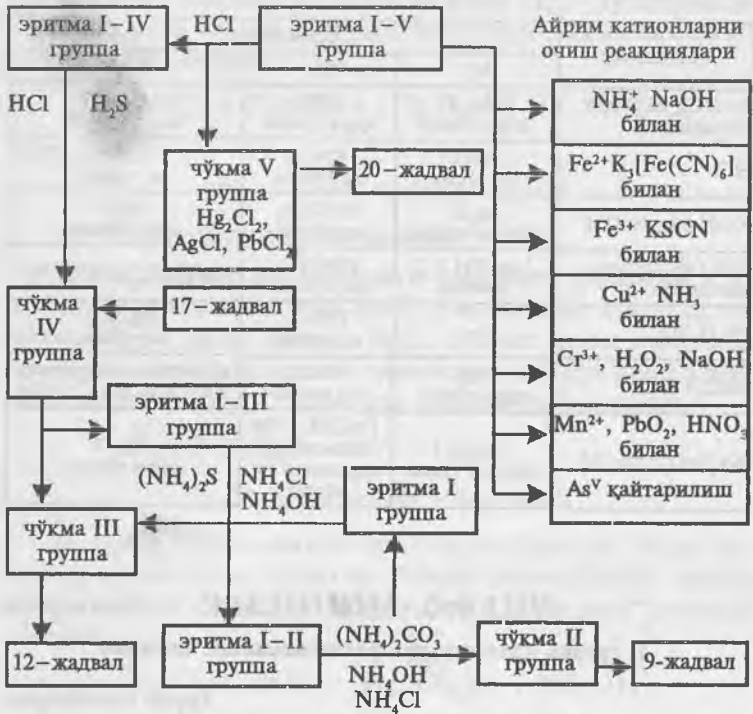 эритма I–IV
группа
HCl
эритма I–V
группа
Айрим катионларни
очиш реакциялари
HCl
H₂S
чўкма V
группа
Hg₂Cl₂,
AgCl, PbCl₂
20–жадвал
NH₄⁺ NaOH
билан
Fe²⁺K₃[Fe(CN)₆]
билан
Fe³⁺ KSCN
билан
Cu²⁺ NH₃
билан
Cr³⁺, H₂O₂, NaOH
билан
Mn²⁺, PbO₂, HNO₃
билан
Asⱽ қайтарилиш
чўкма
IV
группа
17–жадвал
эритма I–III
группа
(NH₄)₂S
NH₄Cl
NH₄OH
эритма I
группа
чўкма III
группа
12–жадвал
эритма I–II
группа
(NH₄)₂CO₃
NH₄OH
NH₄Cl
чўкма II
группа
9-жадвал